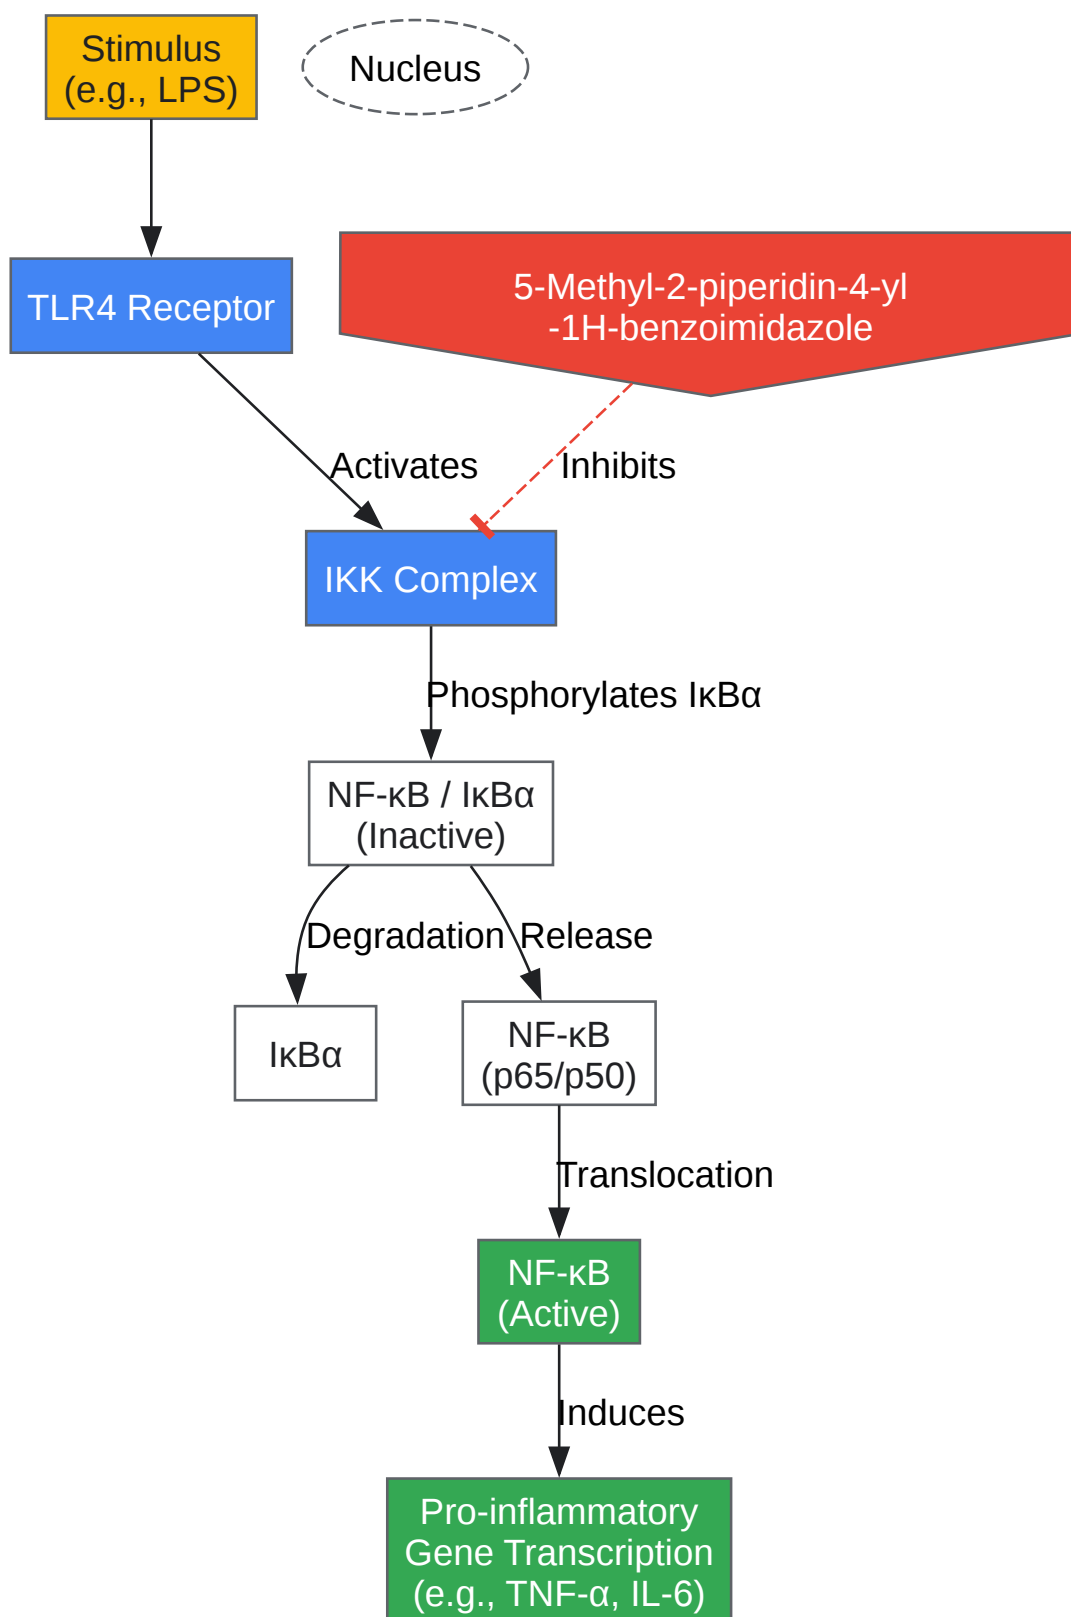 Stimulus
(e.g., LPS)
Nucleus
TLR4 Receptor
5-Methyl-2-piperidin-4-yl
-1H-benzoimidazole
Activates
Inhibits
IKK Complex
Phosphorylates IκBα
NF-κB / IκBα
(Inactive)
Degradation
Release
IκBα
NF-κB
(p65/p50)
Translocation
NF-κB
(Active)
Induces
Pro-inflammatory
Gene Transcription
(e.g., TNF-α, IL-6)